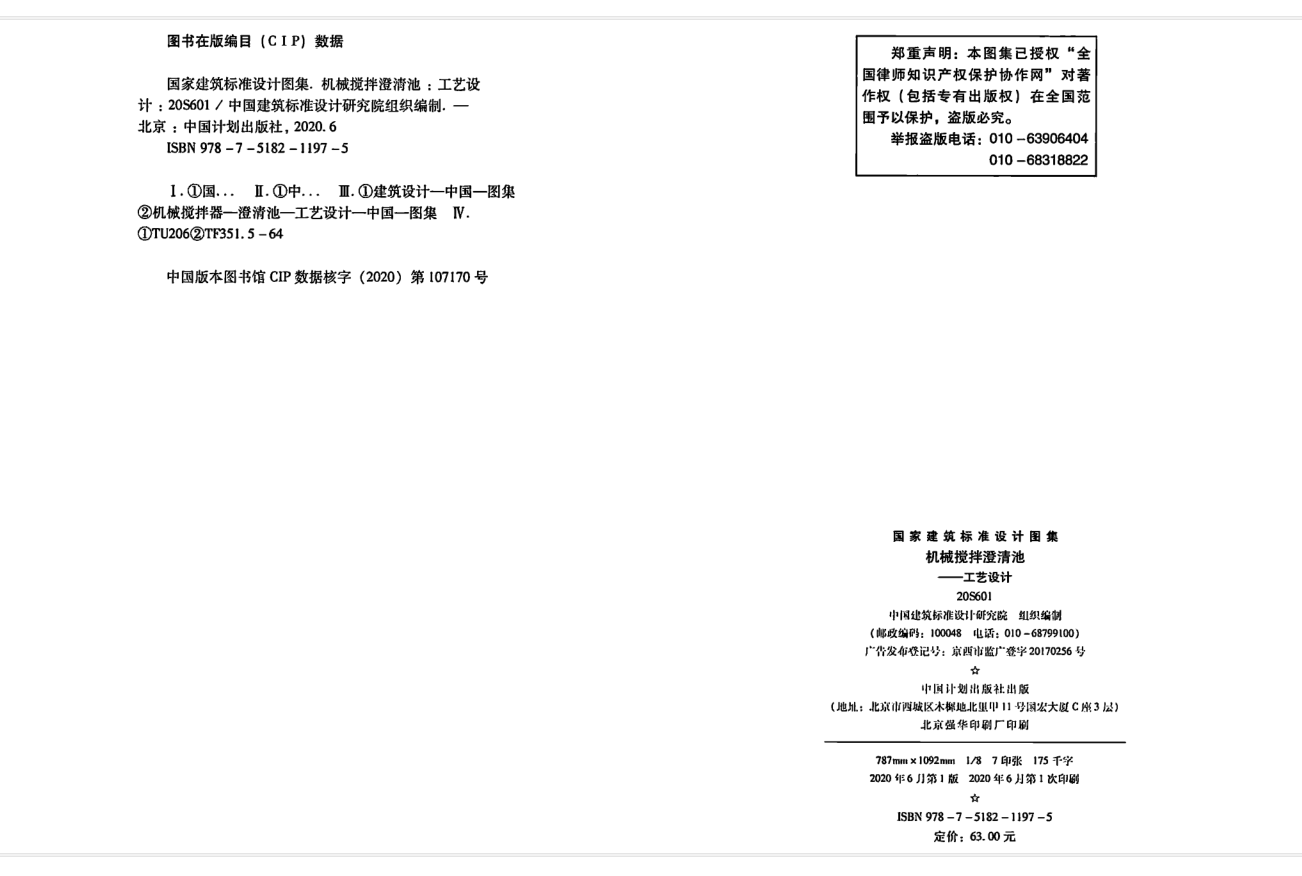 图书在版编目（CIP）数据
国家建筑标准设计图集. 机械搅拌澄清池：工艺设
计：20S601 / 中国建筑标准设计研究院组织编制. —
北京：中国计划出版社, 2020. 6
ISBN 978－7－5182－1197－5
Ⅰ. ①国... Ⅱ. ①中... Ⅲ. ①建筑设计—中国—图集
②机械搅拌器—澄清池—工艺设计—中国—图集 Ⅳ.
①TU206②TF351. 5－64
中国版本图书馆 CIP 数据核字（2020）第 107170 号
郑重声明：本图集已授权“全
国律师知识产权保护协作网”对著
作权（包括专有出版权）在全国范
围予以保护，盗版必究。
举报盗版电话：010－63906404
010－68318822
国家建筑标准设计图集
机械搅拌澄清池
——工艺设计
20S601
中国建筑标准设计研究院 组织编制
（邮政编码：100048 电话：010－68799100）
广告发布登记号：京西市监广登字 20170256 号
☆
中国计划出版社出版
（地址：北京市西城区木樨地北里甲 11 号国宏大厦 C 座 3 层）
北京强华印刷厂印刷
787mm×1092mm 1/8 7 印张 175 千字
2020 年 6 月第 1 版 2020 年 6 月第 1 次印刷
☆
ISBN 978－7－5182－1197－5
定价：63.00 元